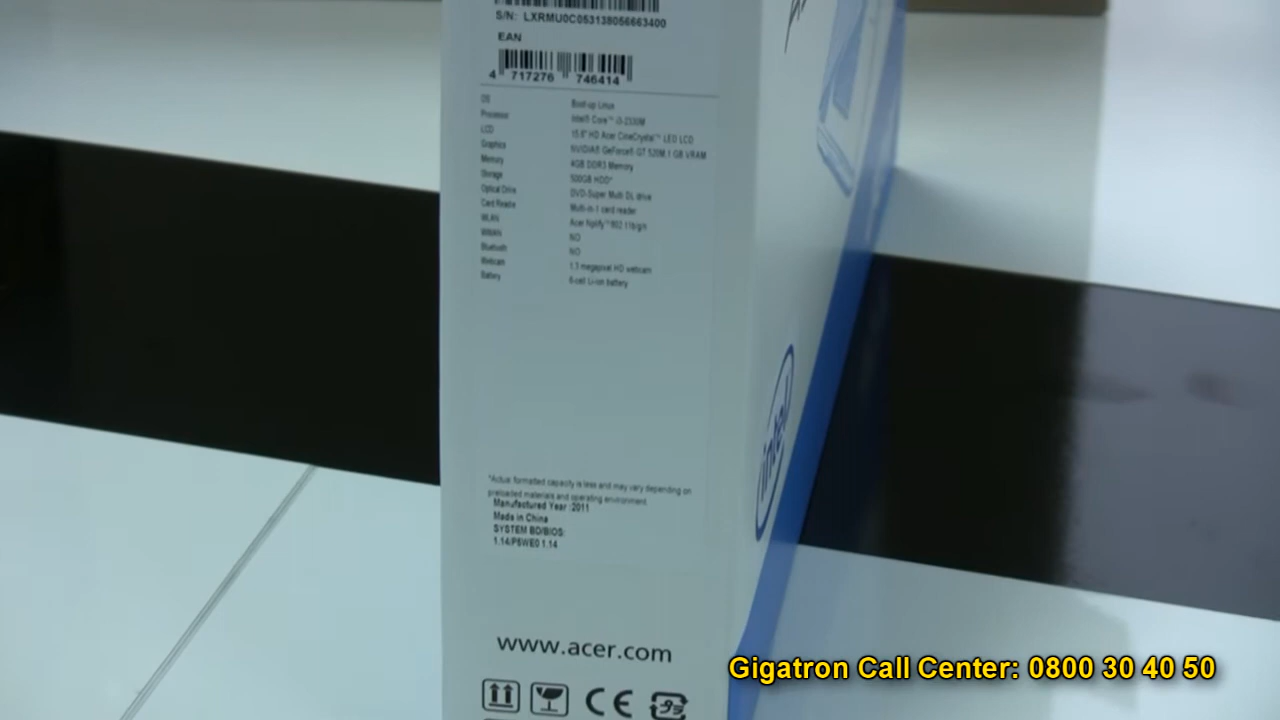 S/N: LXRMU0C053138056663400
EAN
4 717276 746414
OS Boot-up Linux
Processor Intel® Core™ i3-2330M
LCD 15.6" HD Acer CineCrystal™ LED LCD
Graphics NVIDIA® GeForce® GT 520M,1 GB VRAM
Memory 4GB DDR3 Memory
Storage 500GB HDD*
Optical Drive DVD-Super Multi DL drive
Card Reader Multi-in-1 card reader
WLAN Acer Nplify™ 802.11b/g/n
WWAN NO
Bluetooth NO
Webcam 1.3 megapixel HD webcam
Battery 6-cell Li-ion battery
*Actual formatted capacity is less and may vary depending on
preloaded materials and operating environment.
Manufactured Year :2011
Made in China
SYSTEM BD/BIOS:
1.14/P5WE0 1.14
www.acer.com
CE
intel
Gigatron Call Center: 0800 30 40 50